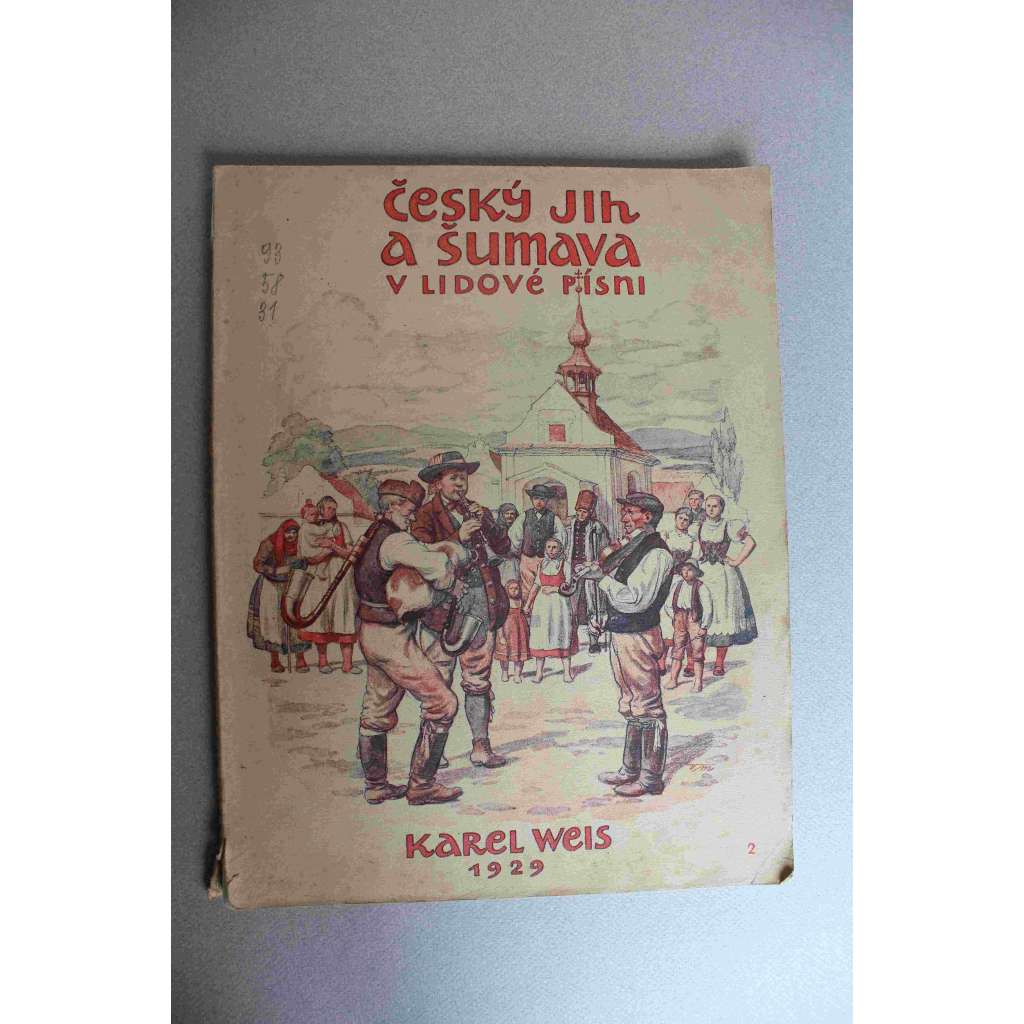 český jih
a šumava
v lidové písni
93
58
31
Karel Weis
1929
2